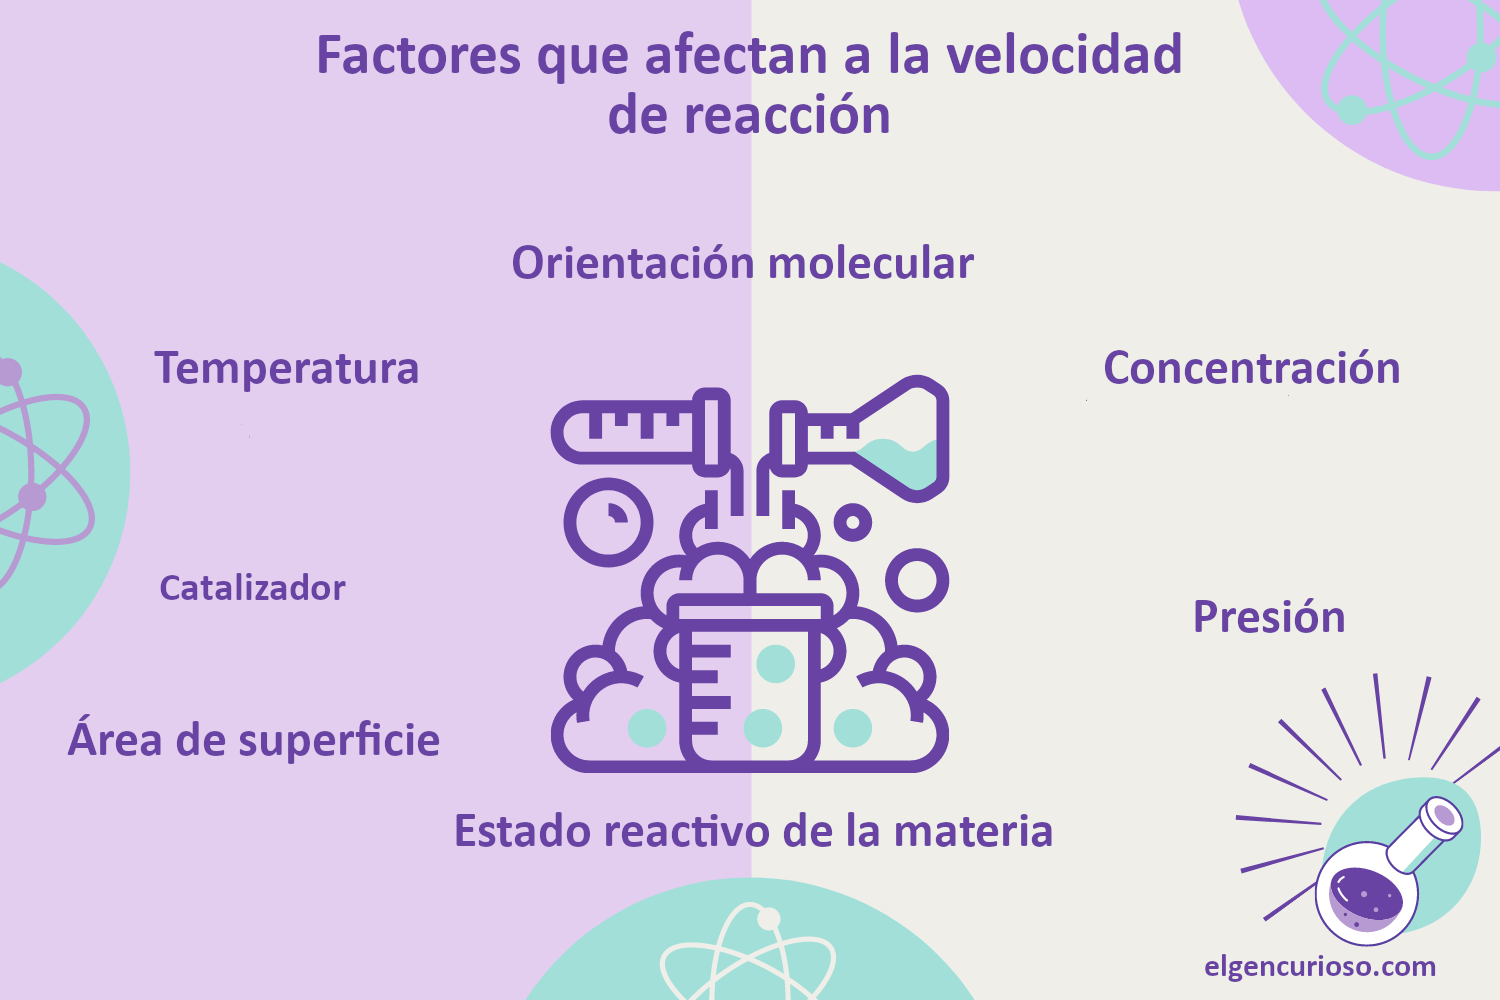 Factores que afectan a la velocidad
de reacción
Orientación molecular
Temperatura
Concentración
Catalizador
Presión
Área de superficie
Estado reactivo de la materia
elgencurioso.com